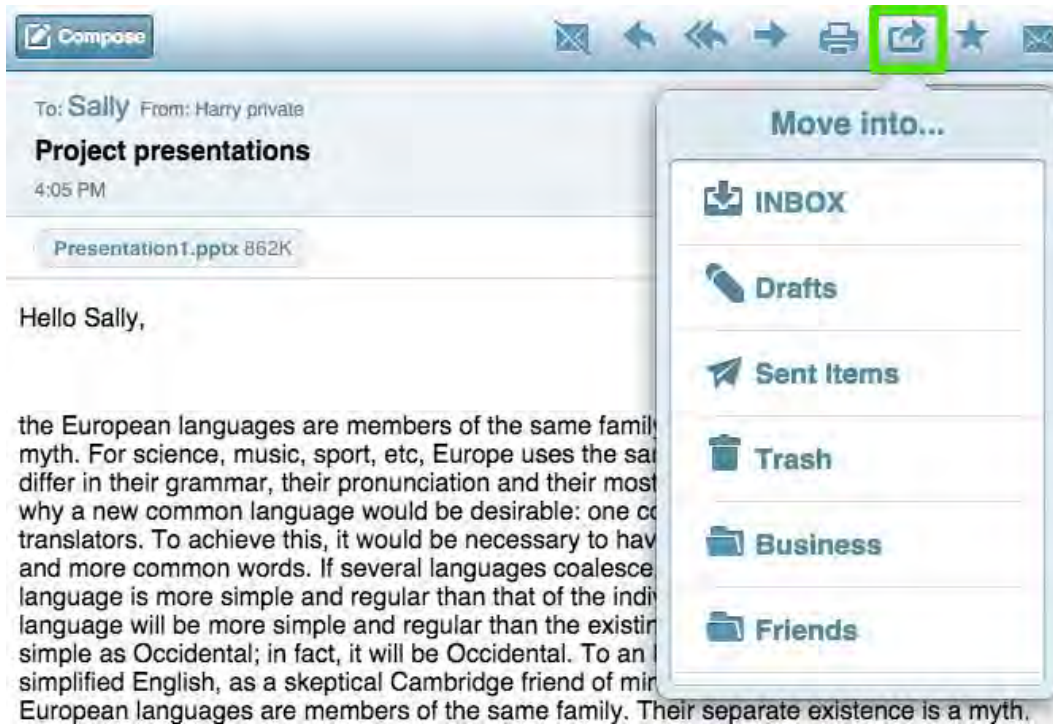 Compose
To: Sally From: Harry private
Project presentations
4:05 PM
Presentation1.pptx 862K
Hello Sally,
the European languages are members of the same family
myth. For science, music, sport, etc, Europe uses the
differ in their grammar, their pronunciation and their most
why a new common language would be desirable: one
translators. To achieve this, it would be necessary to
and more common words. If several languages coalesce
language is more simple and regular than that of the
language will be more simple and regular than the
simple as Occidental; in fact, it will be Occidental. To an
simplified English, as a skeptical Cambridge friend of
European languages are members of the same family. Their separate existence is a myth.
Move into...
INBOX
Drafts
Sent Items
Trash
Business
Friends